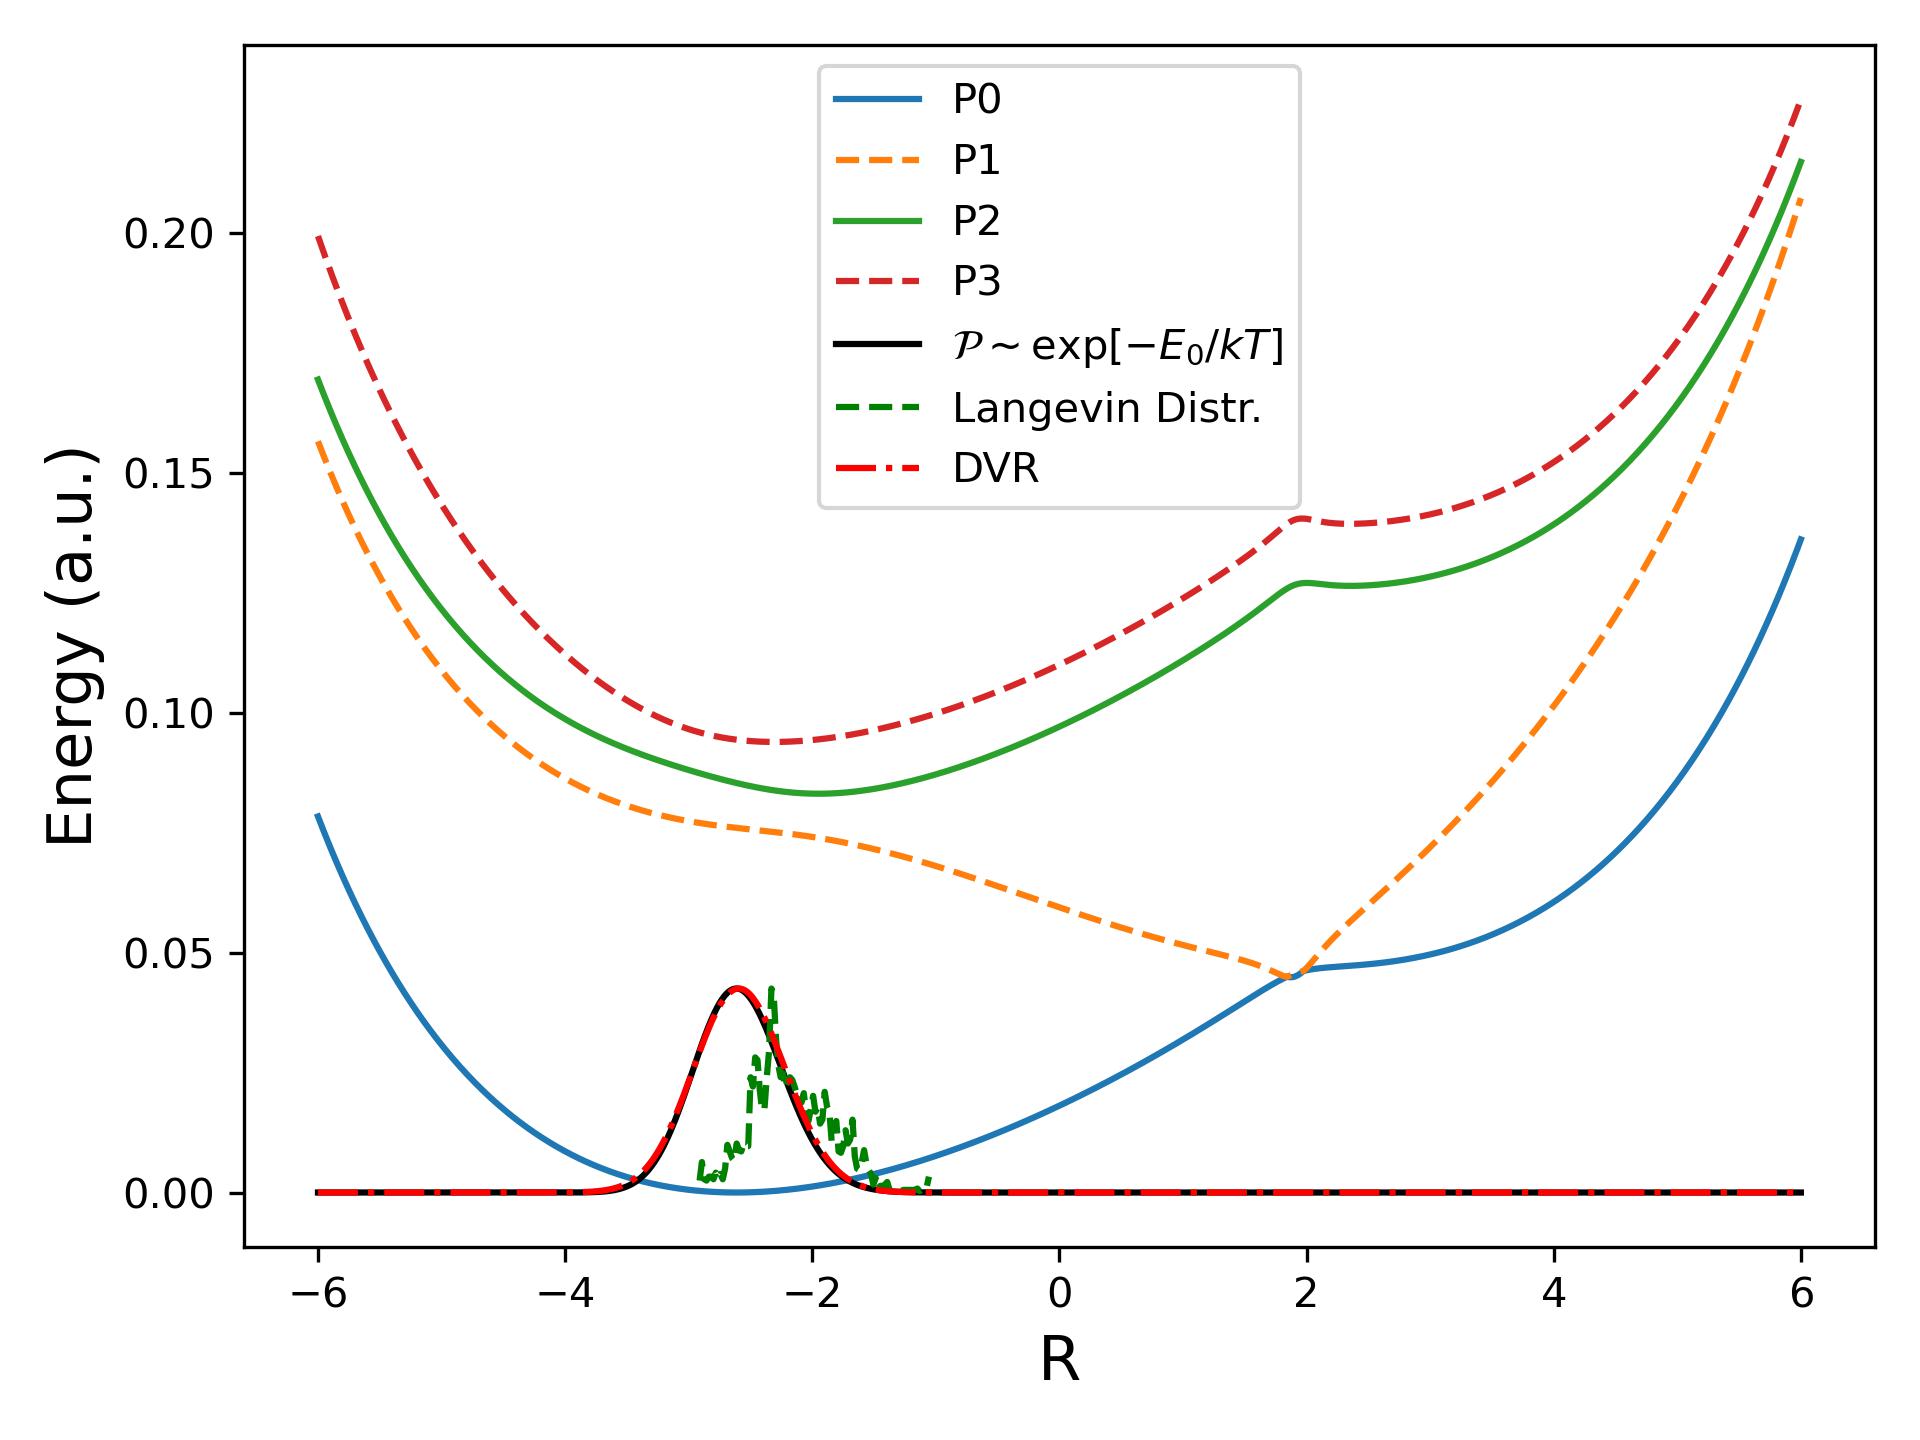 P0
P1
P2
P3
𝒫 ~ exp[−E₀/kT]
Langevin Distr.
DVR
Energy (a.u.)
0.20
0.15
0.10
0.05
0.00
−6 −4 −2 0 2 4 6
R